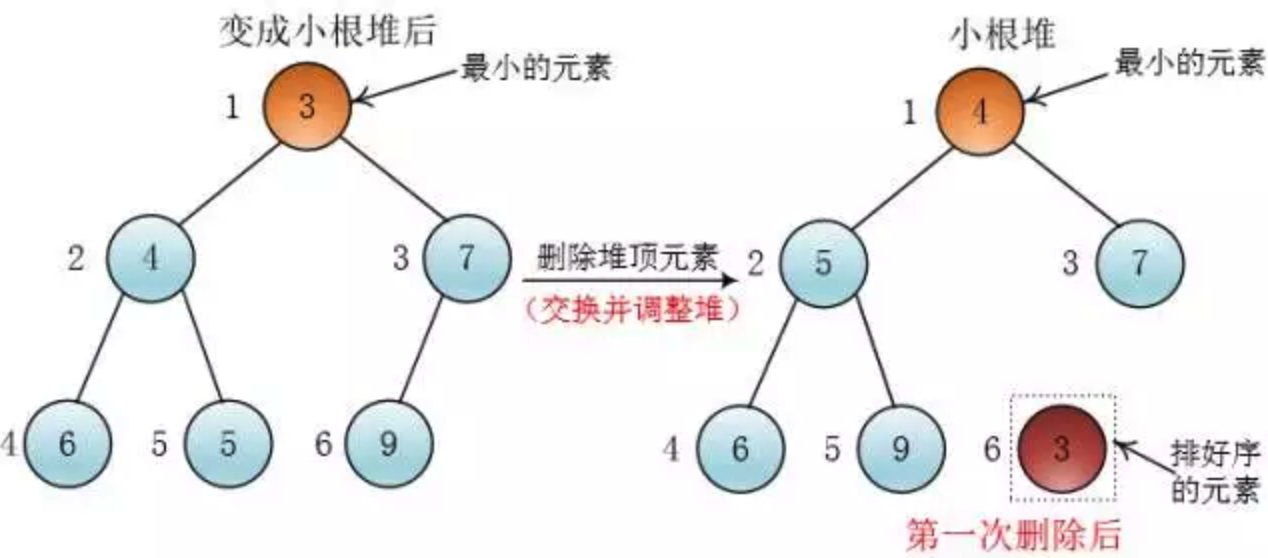 变成小根堆后
小根堆
最小的元素
最小的元素
1 3
1 4
2 4
3 7
删除堆顶元素
(交换并调整堆)
2 5
3 7
4 6
5 5
6 9
4 6
5 9
6 3
排好序
的元素
第一次删除后